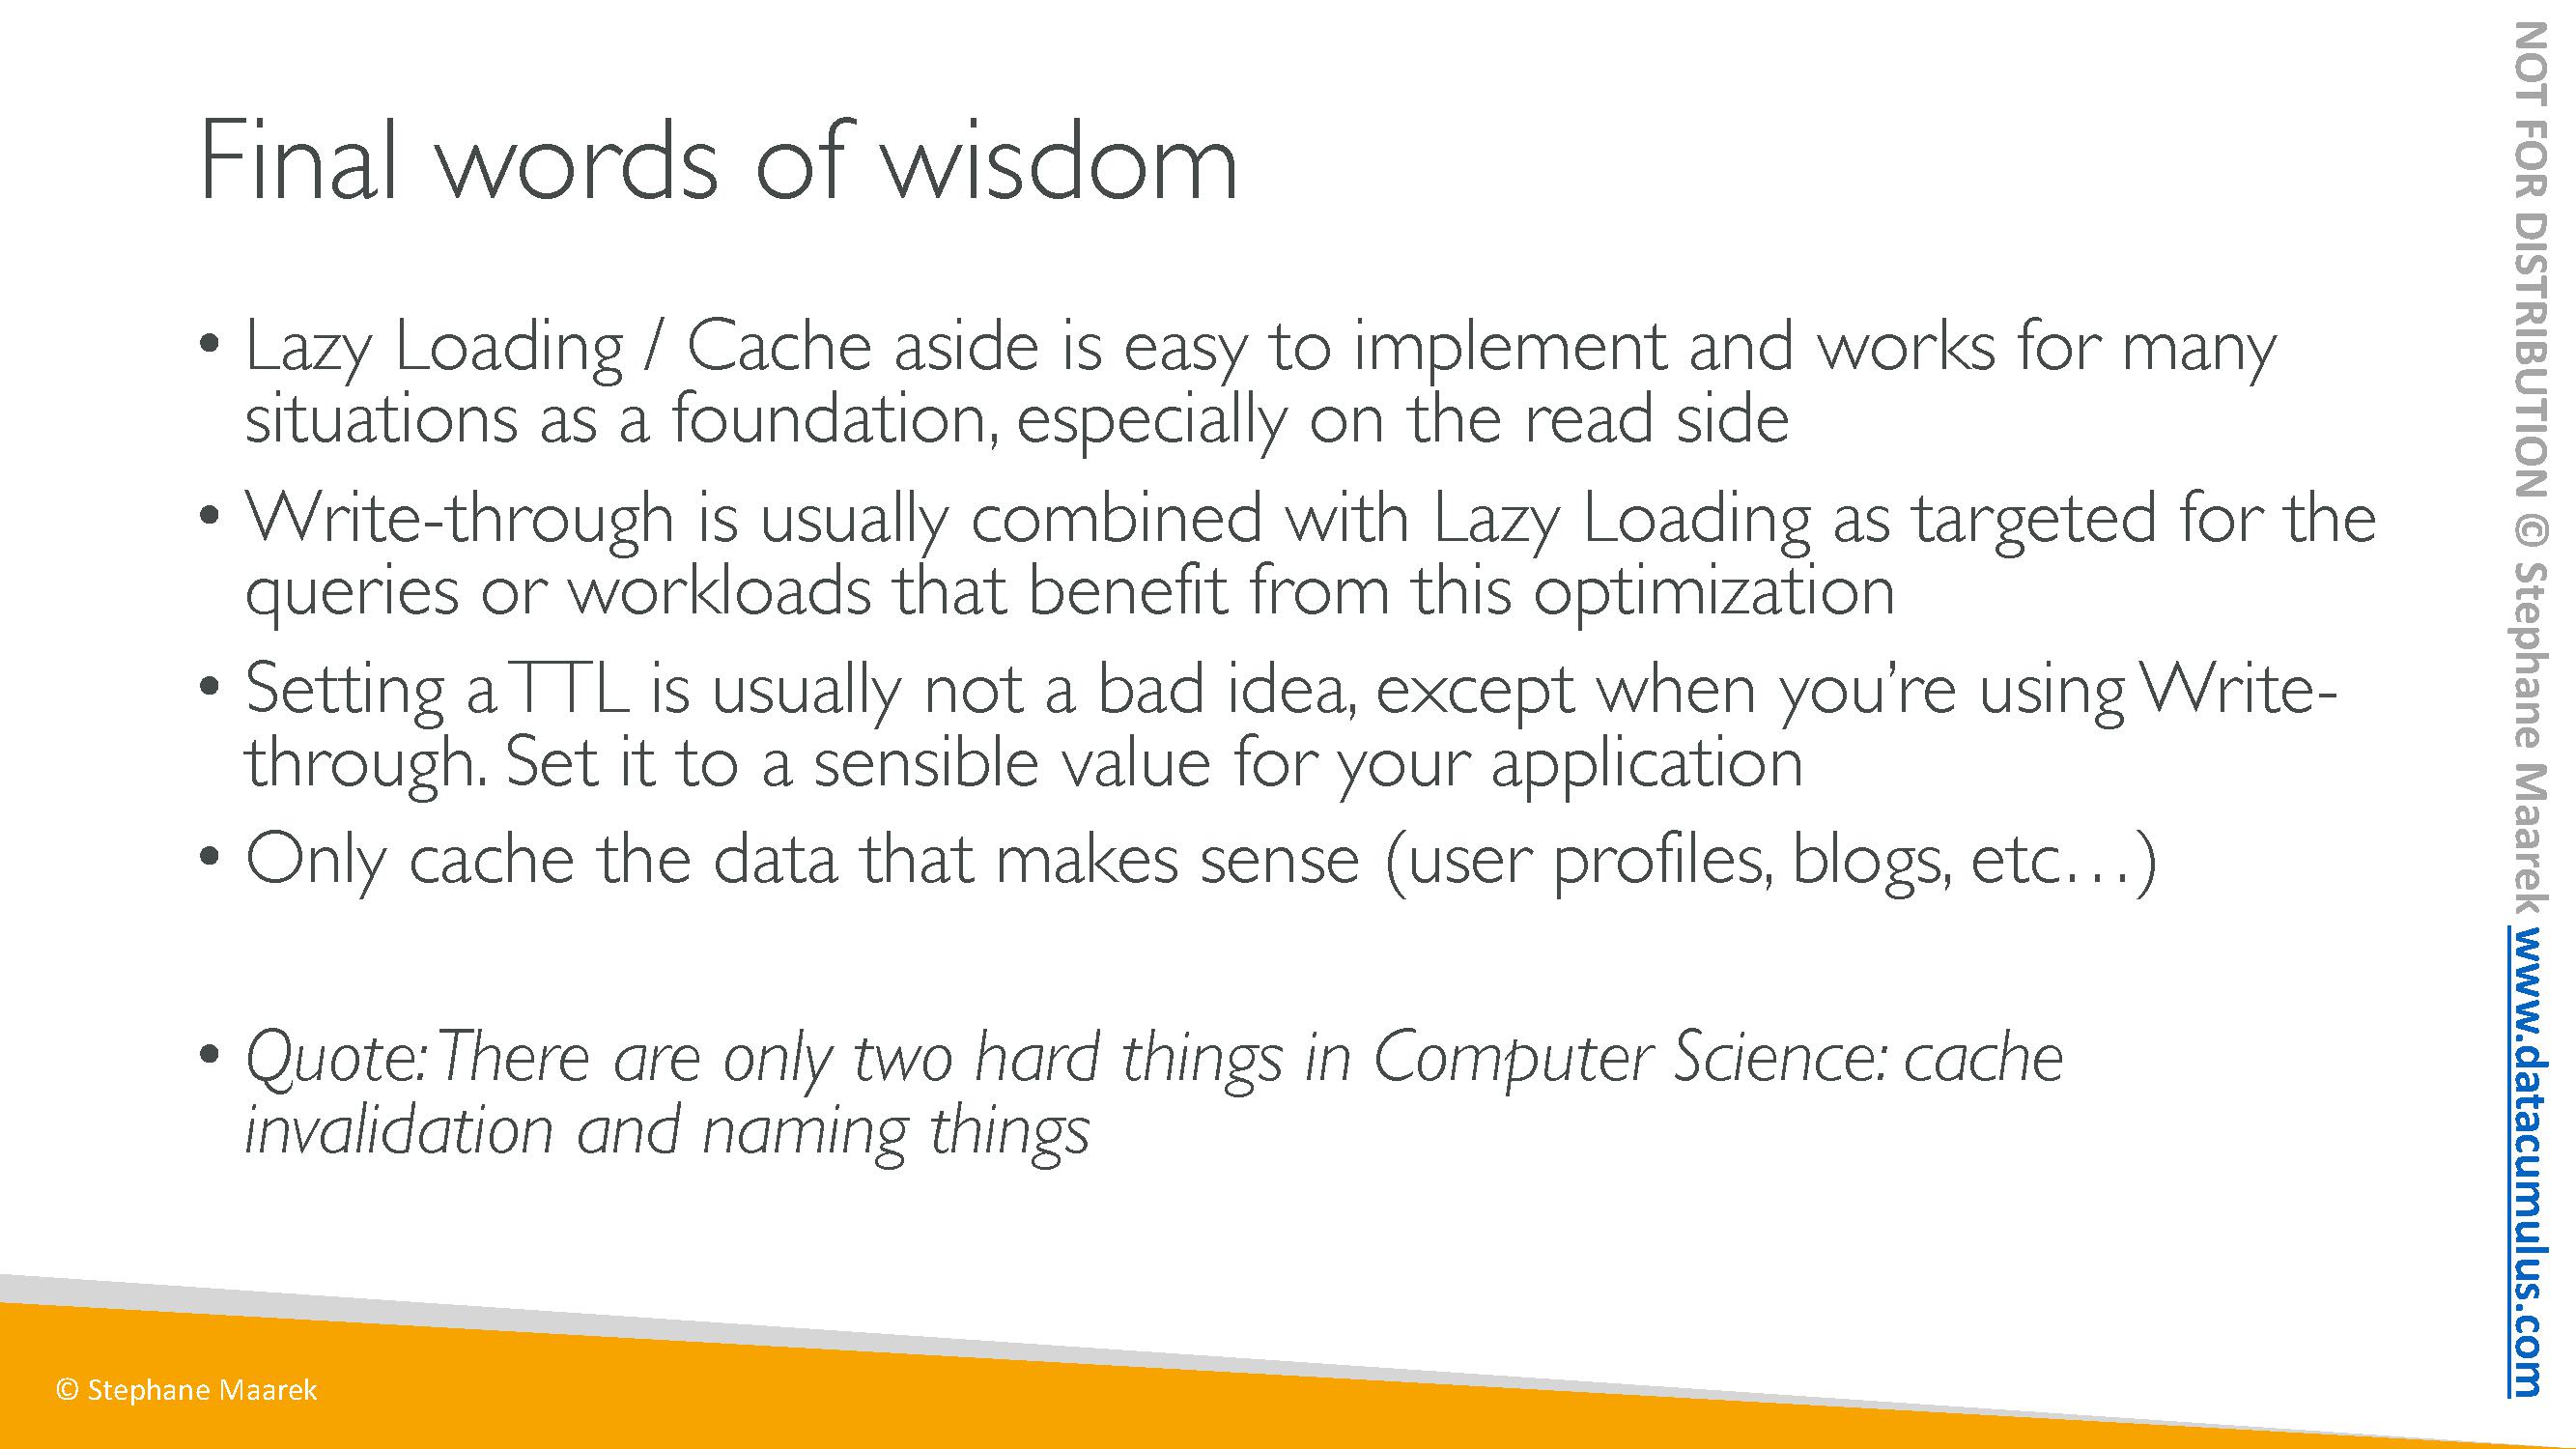 Final words of wisdom
• Lazy Loading / Cache aside is easy to implement and works for many
situations as a foundation, especially on the read side
• Write-through is usually combined with Lazy Loading as targeted for the
queries or workloads that benefit from this optimization
• Setting a TTL is usually not a bad idea, except when you’re using Write-
through. Set it to a sensible value for your application
• Only cache the data that makes sense (user profiles, blogs, etc…)
• Quote: There are only two hard things in Computer Science: cache
invalidation and naming things
© Stephane Maarek
NOT FOR DISTRIBUTION © Stephane Maarek www.datacumulus.com